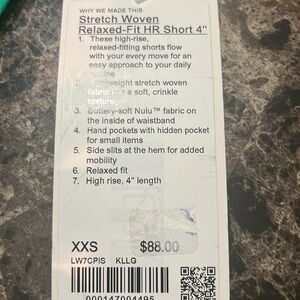 WHY WE MADE THIS
Stretch Woven
Relaxed-Fit HR Short 4"
1. These high-rise,
relaxed-fitting shorts flow
with your every move for an
easy approach to your daily
2. Lightweight stretch woven
fabric has a soft, crinkle
texture
3. Buttery-soft Nulu™ fabric on
the inside of waistband
4. Hand pockets with hidden pocket
for small items
5. Side slits at the hem for added
mobility
6. Relaxed fit
7. High rise, 4" length
XXS $88.00
LW7CPIS KLLG
000147004495